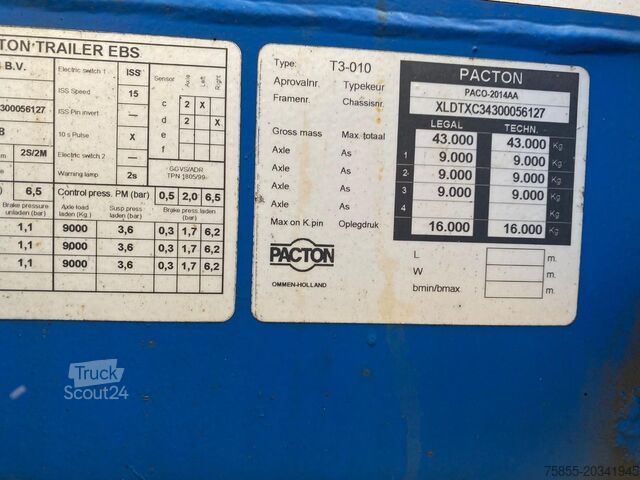 CTON TRAILER EBS
B.V.
Electric switch 1 ISS
Sensor Axle Left Right
ISS Speed 15
c 2 X
300056127 ISS Pin invert —
d 2 X
8 10 s Pulse X
e
2S/2M Electric switch 2 —
f
Warning lamp 2s
GGVS/ADR
TPN 1805/99
6,5 Control press. PM (bar) 0,5 2,0 6,5
Brake pressure unladen (bar) Axle load laden (Kg.) Susp.press laden (bar) Brake press.laden (bar)
1,1 9000 3,6 0,3 1,7 6,2
1,1 9000 3,6 0,3 1,7 6,2
1,1 9000 3,6 0,3 1,7 6,2
Type: T3-010
PACTON
Aprovalnr. Typekeur PACO-2014AA
Framenr. Chassisnr. XLDTXC34300056127
LEGAL TECHN.
Gross mass Max. totaal 43.000 43.000 Kg
Axle As 1 9.000 9.000 Kg
Axle As 2 9.000 9.000 Kg
Axle As 3 9.000 9.000 Kg
Axle As 4 Kg
Max on K.pin Oplegdruk 16.000 16.000 Kg
PACTON
OMMEN-HOLLAND
L m.
W m.
bmin/bmax m.
Truck
Scout24
75855-20341945